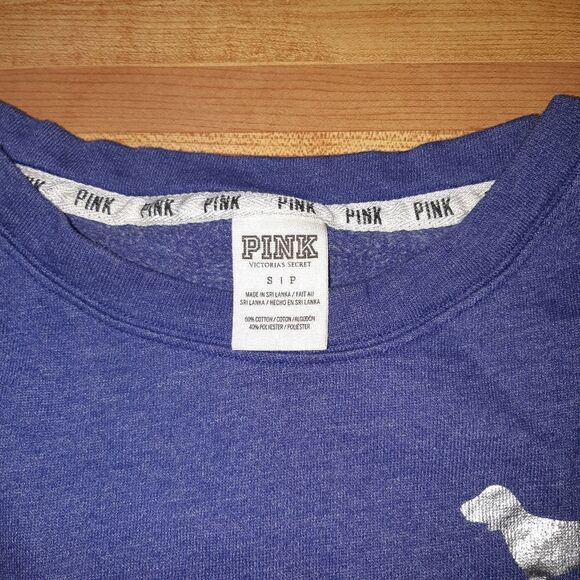 PINK PINK PINK PINK PINK PINK
PINK
VICTORIA'S SECRET
S | P
MADE IN SRI LANKA / FAIT AU
SRI LANKA / HECHO EN SRI LANKA
60% COTTON / COTON / ALGODÓN
40% POLYESTER / POLIÉSTER